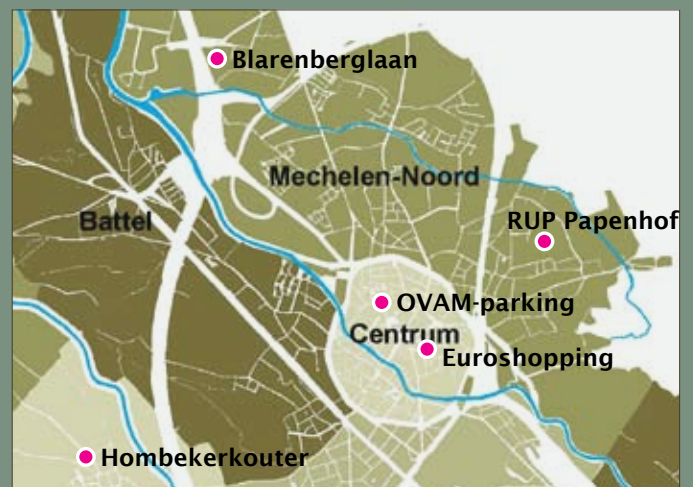 Blarenberglaan
Mechelen-Noord
Battel
RUP Papenhof
OVAM-parking
Centrum
Euroshopping
Hombekerkouter